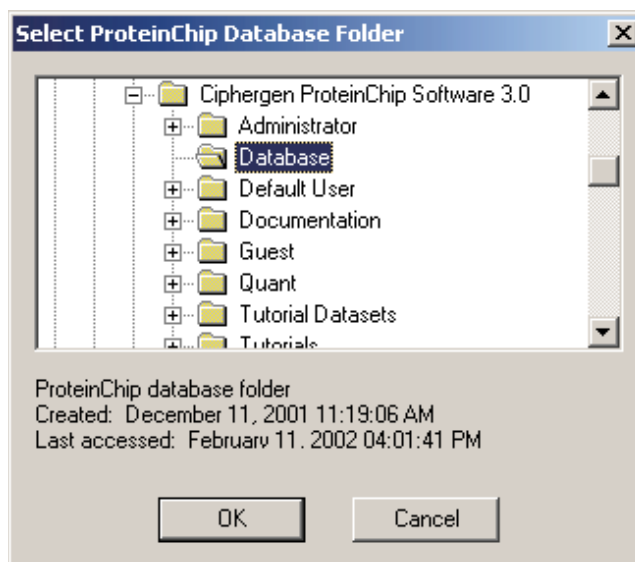 Select ProteinChip Database Folder
Ciphergen ProteinChip Software 3.0
Administrator
Database
Default User
Documentation
Guest
Quant
Tutorial Datasets
Tutorials
ProteinChip database folder
Created: December 11, 2001 11:19:06 AM
Last accessed: February 11, 2002 04:01:41 PM
OK Cancel